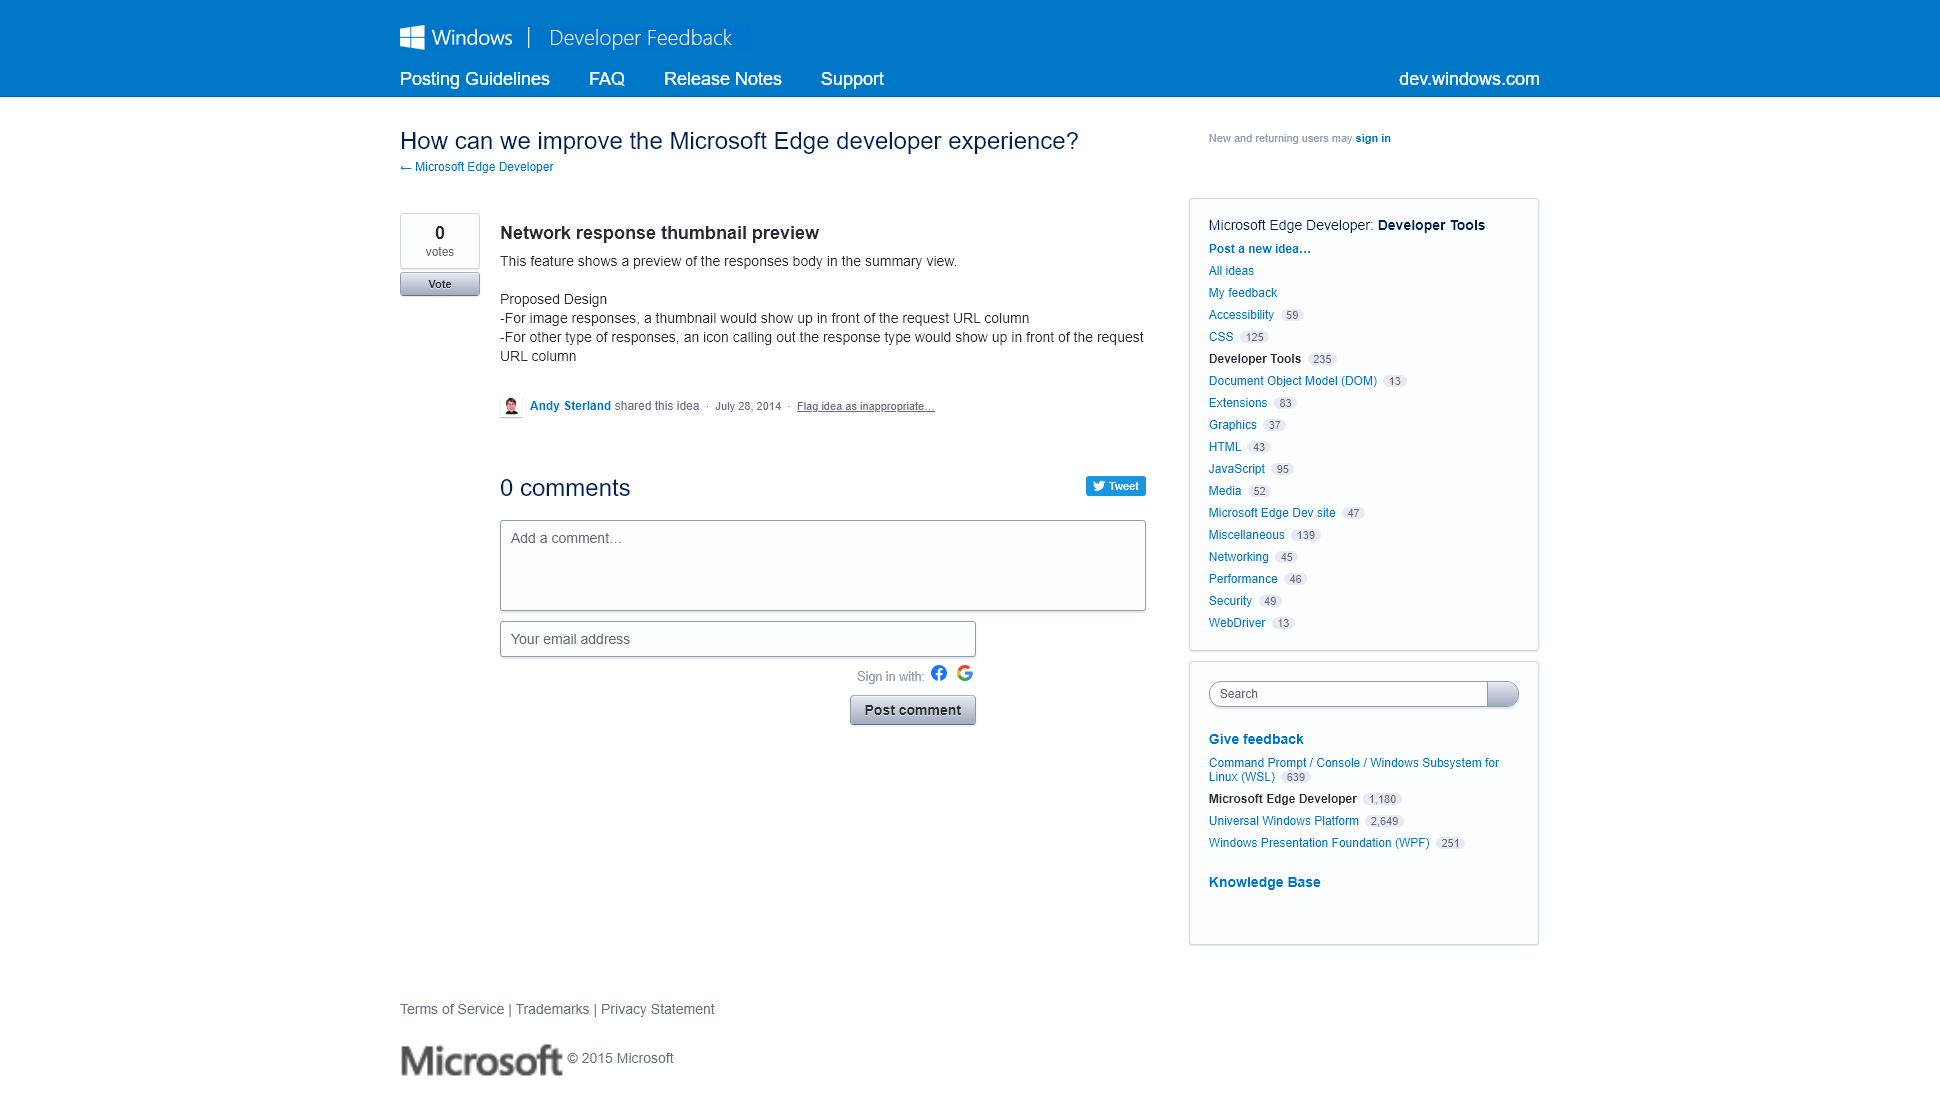 Windows | Developer Feedback
Posting Guidelines FAQ Release Notes Support dev.windows.com
How can we improve the Microsoft Edge developer experience?
← Microsoft Edge Developer
New and returning users may sign in
0
votes
Vote
Network response thumbnail preview
This feature shows a preview of the responses body in the summary view.
Proposed Design
-For image responses, a thumbnail would show up in front of the request URL column
-For other type of responses, an icon calling out the response type would show up in front of the request
URL column
Andy Sterland shared this idea · July 28, 2014 · Flag idea as inappropriate…
0 comments
Tweet
Add a comment…
Your email address
Sign in with:
Post comment
Microsoft Edge Developer: Developer Tools
Post a new idea…
All ideas
My feedback
Accessibility 59
CSS 125
Developer Tools 235
Document Object Model (DOM) 13
Extensions 83
Graphics 37
HTML 43
JavaScript 95
Media 52
Microsoft Edge Dev site 47
Miscellaneous 139
Networking 45
Performance 46
Security 49
WebDriver 13
Search
Give feedback
Command Prompt / Console / Windows Subsystem for
Linux (WSL) 639
Microsoft Edge Developer 1,180
Universal Windows Platform 2,649
Windows Presentation Foundation (WPF) 251
Knowledge Base
Terms of Service | Trademarks | Privacy Statement
Microsoft © 2015 Microsoft